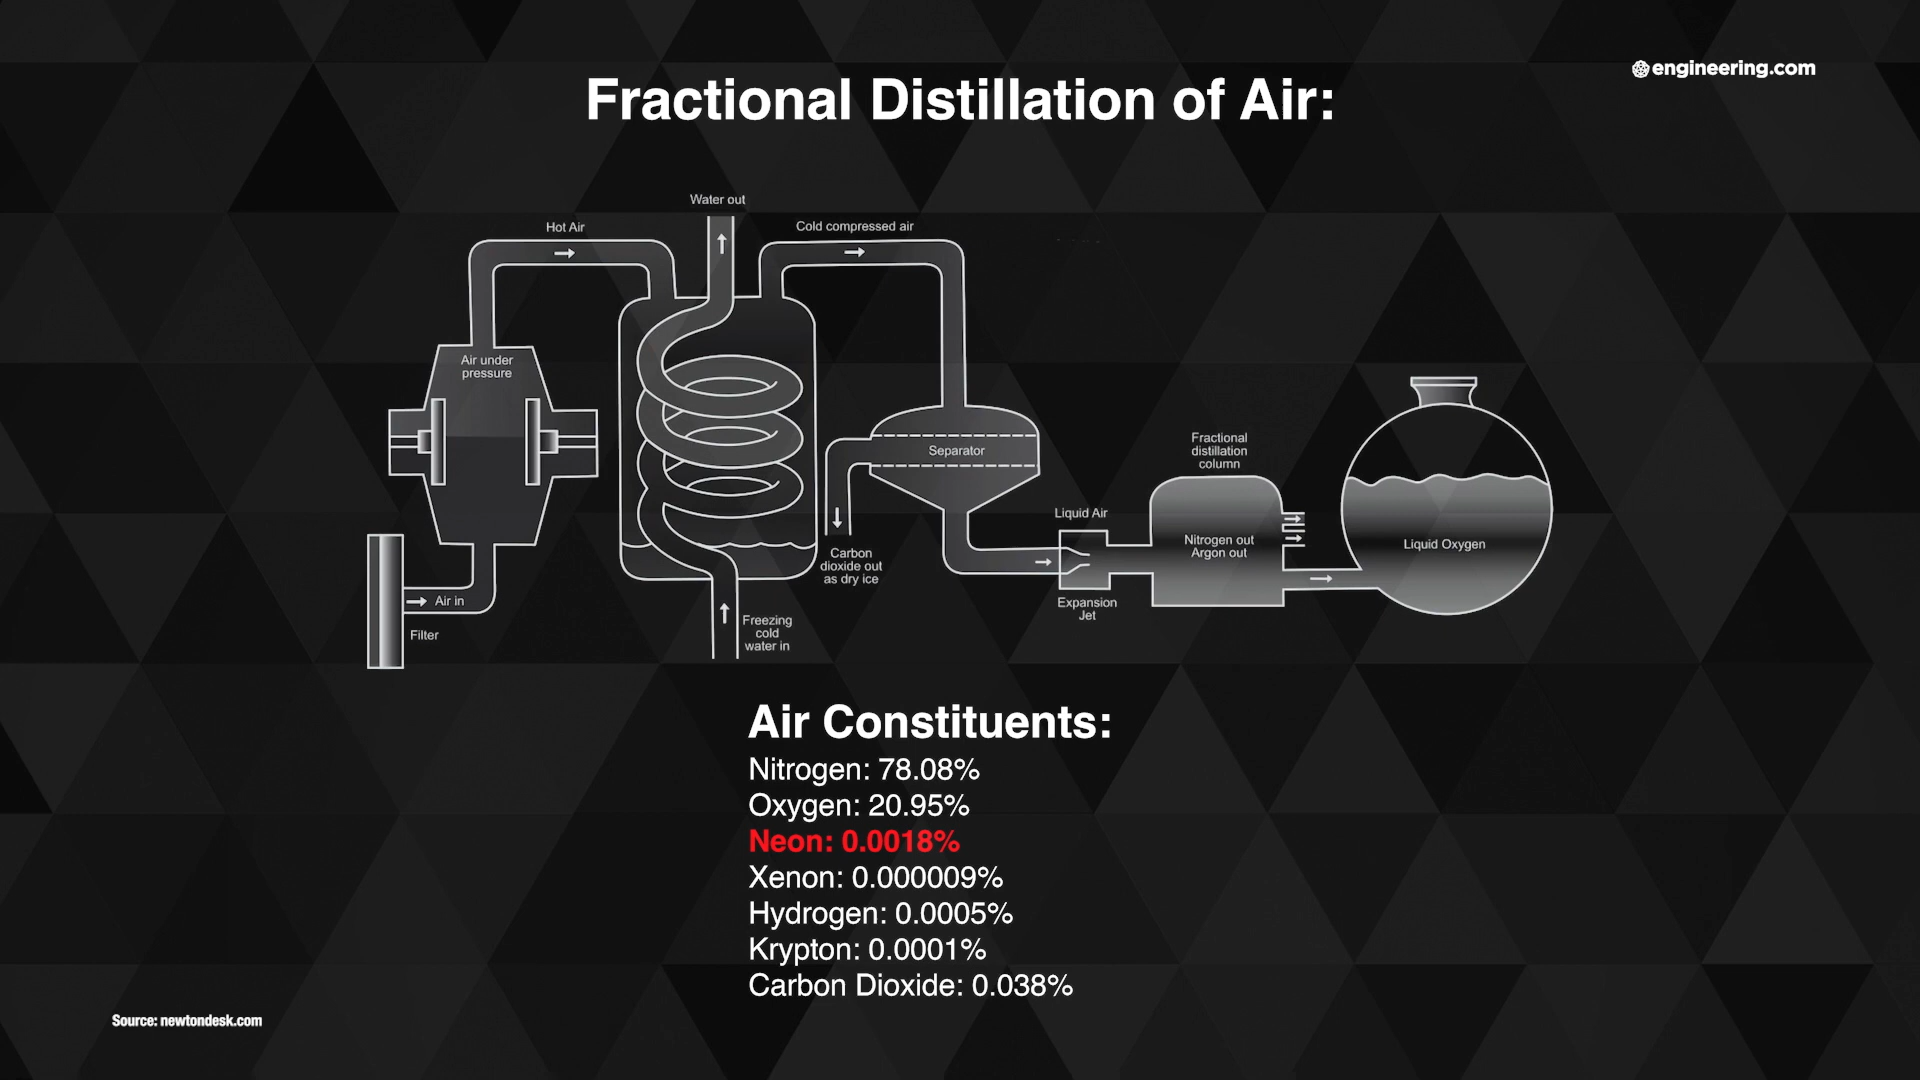 engineering.com
Fractional Distillation of Air:
Water out
Hot Air
Cold compressed air
Air under
pressure
Separator
Fractional
distillation
column
Liquid Air
Nitrogen out
Argon out
Liquid Oxygen
Carbon
dioxide out
as dry ice
Expansion
Jet
Air in
Filter
Freezing
cold
water in
Air Constituents:
Nitrogen: 78.08%
Oxygen: 20.95%
Neon: 0.0018%
Xenon: 0.000009%
Hydrogen: 0.0005%
Krypton: 0.0001%
Carbon Dioxide: 0.038%
Source: newtondesk.com